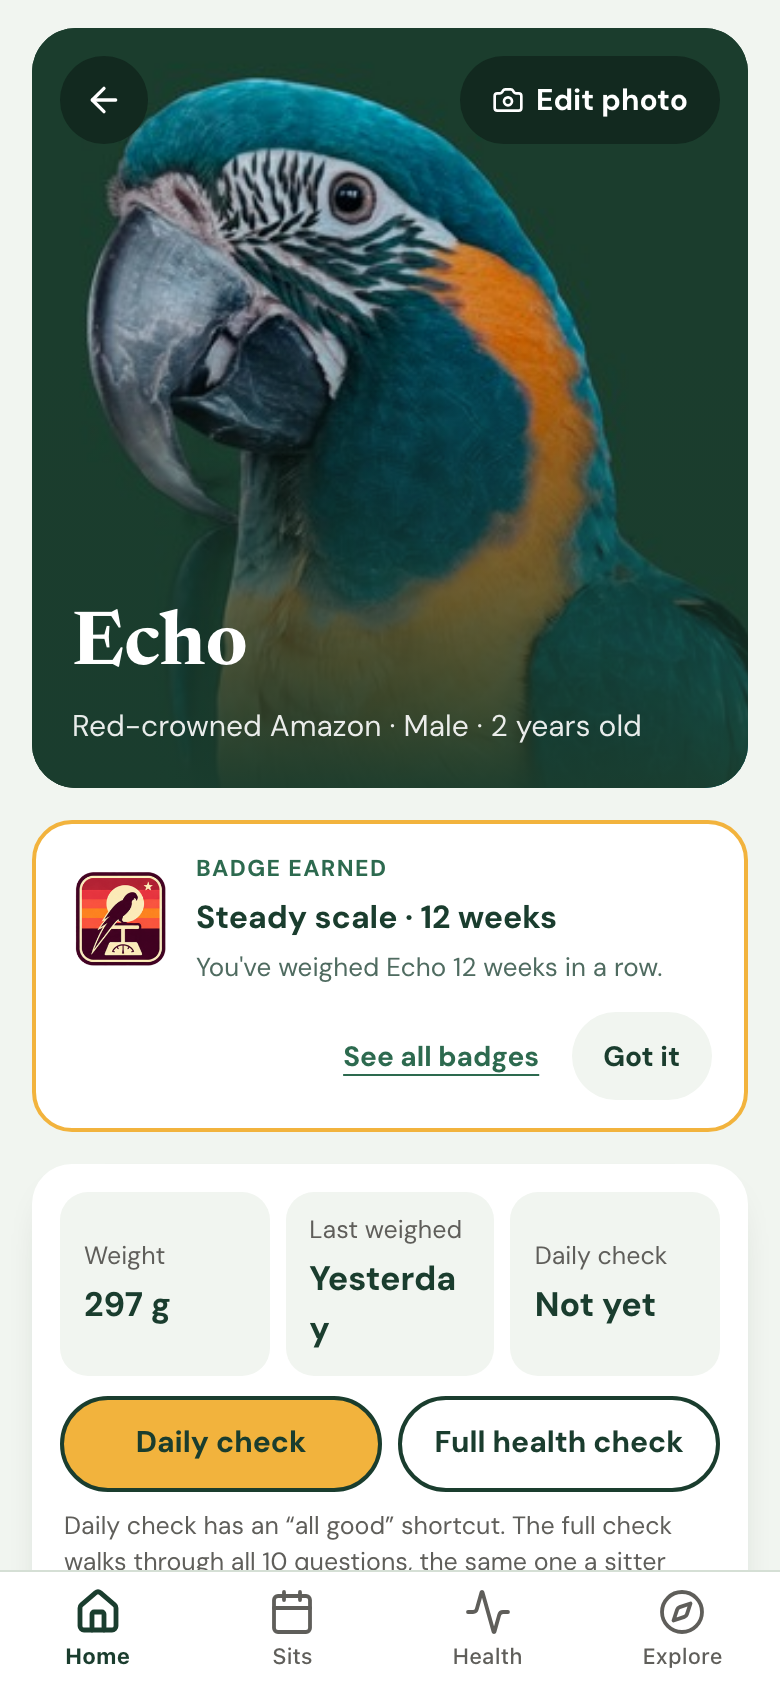 Edit photo
Echo
Red-crowned Amazon · Male · 2 years old
BADGE EARNED
Steady scale · 12 weeks
You've weighed Echo 12 weeks in a row.
See all badges
Got it
Weight
297 g
Last weighed
Yesterda
y
Daily check
Not yet
Daily check
Full health check
Daily check has an “all good” shortcut. The full check
walks through all 10 questions, the same one a sitter
Home
Sits
Health
Explore